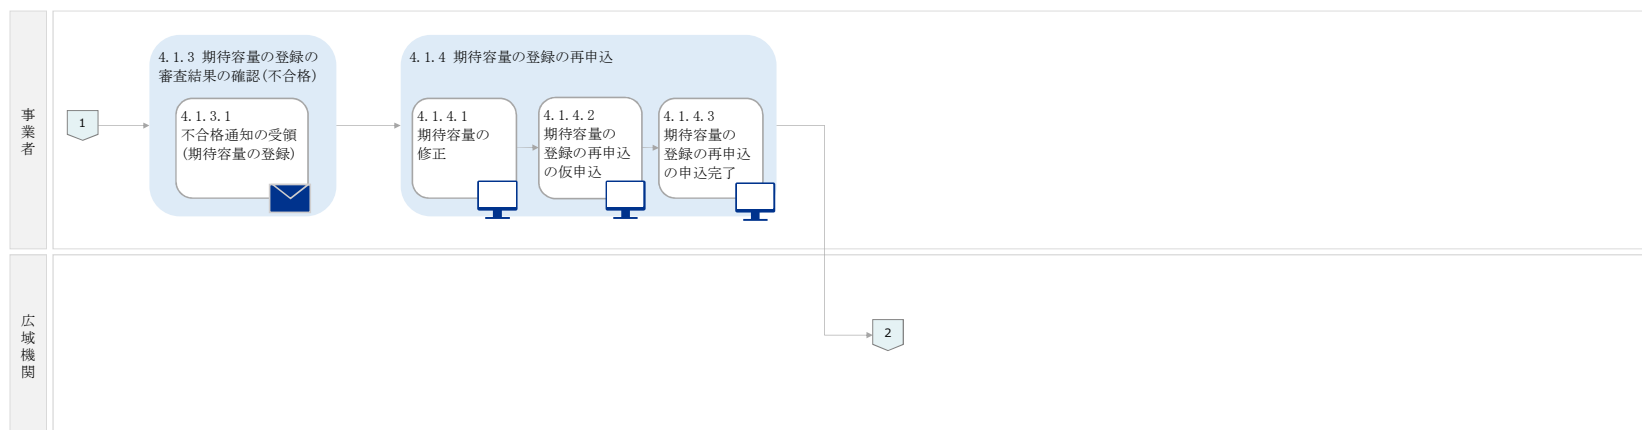 事業者
1
4.1.3 期待容量の登録の
審査結果の確認(不合格)
4.1.3.1
不合格通知の受領
(期待容量の登録)
4.1.4 期待容量の登録の再申込
4.1.4.1
期待容量の
修正
4.1.4.2
期待容量の
登録の再申込
の仮申込
4.1.4.3
期待容量の
登録の再申込
の申込完了
広域機関
2